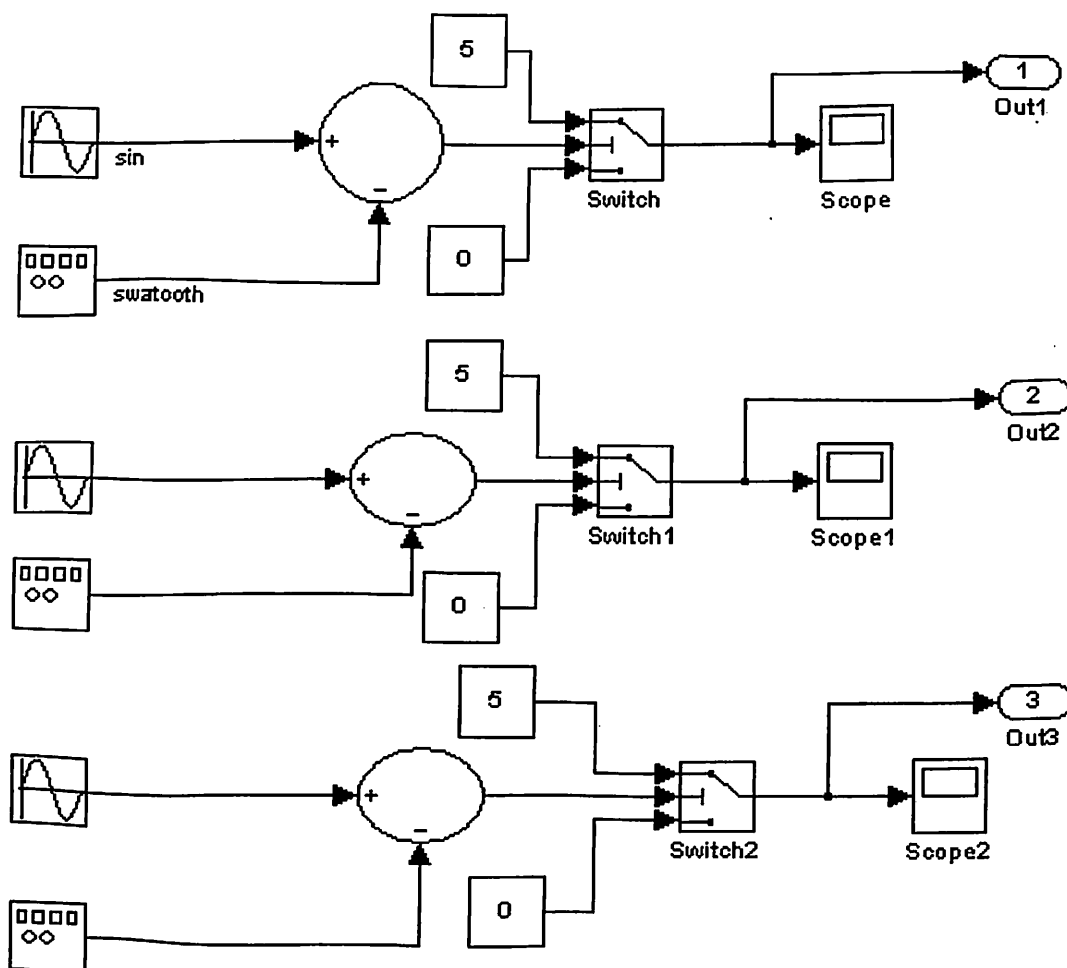 5
1
Out1
+
sin
-
Switch
Scope
0
swatooth
5
2
Out2
+
-
Switch1
Scope1
0
5
3
Out3
+
-
Switch2
Scope2
0